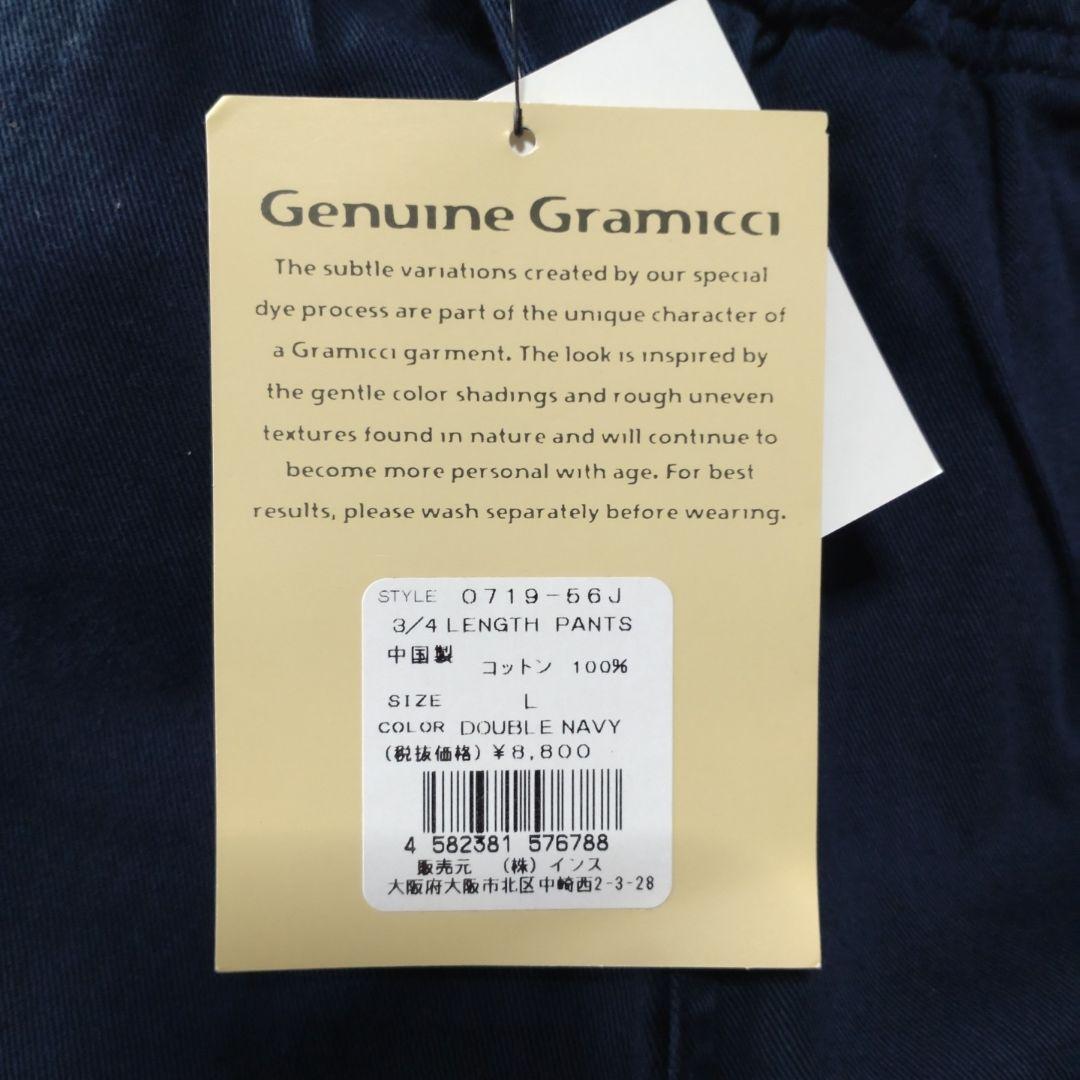 Genuine Gramicci
The subtle variations created by our special
dye process are part of the unique character of
a Gramicci garment. The look is inspired by
the gentle color shadings and rough uneven
textures found in nature and will continue to
become more personal with age. For best
results, please wash separately before wearing.
STYLE 0719-56J
3/4 LENGTH PANTS
中国製 コットン 100%
SIZE L
COLOR DOUBLE NAVY
(税抜価格) ¥8,800
4 582381 576788
販売元 (株) インス
大阪府大阪市北区中崎西2-3-28